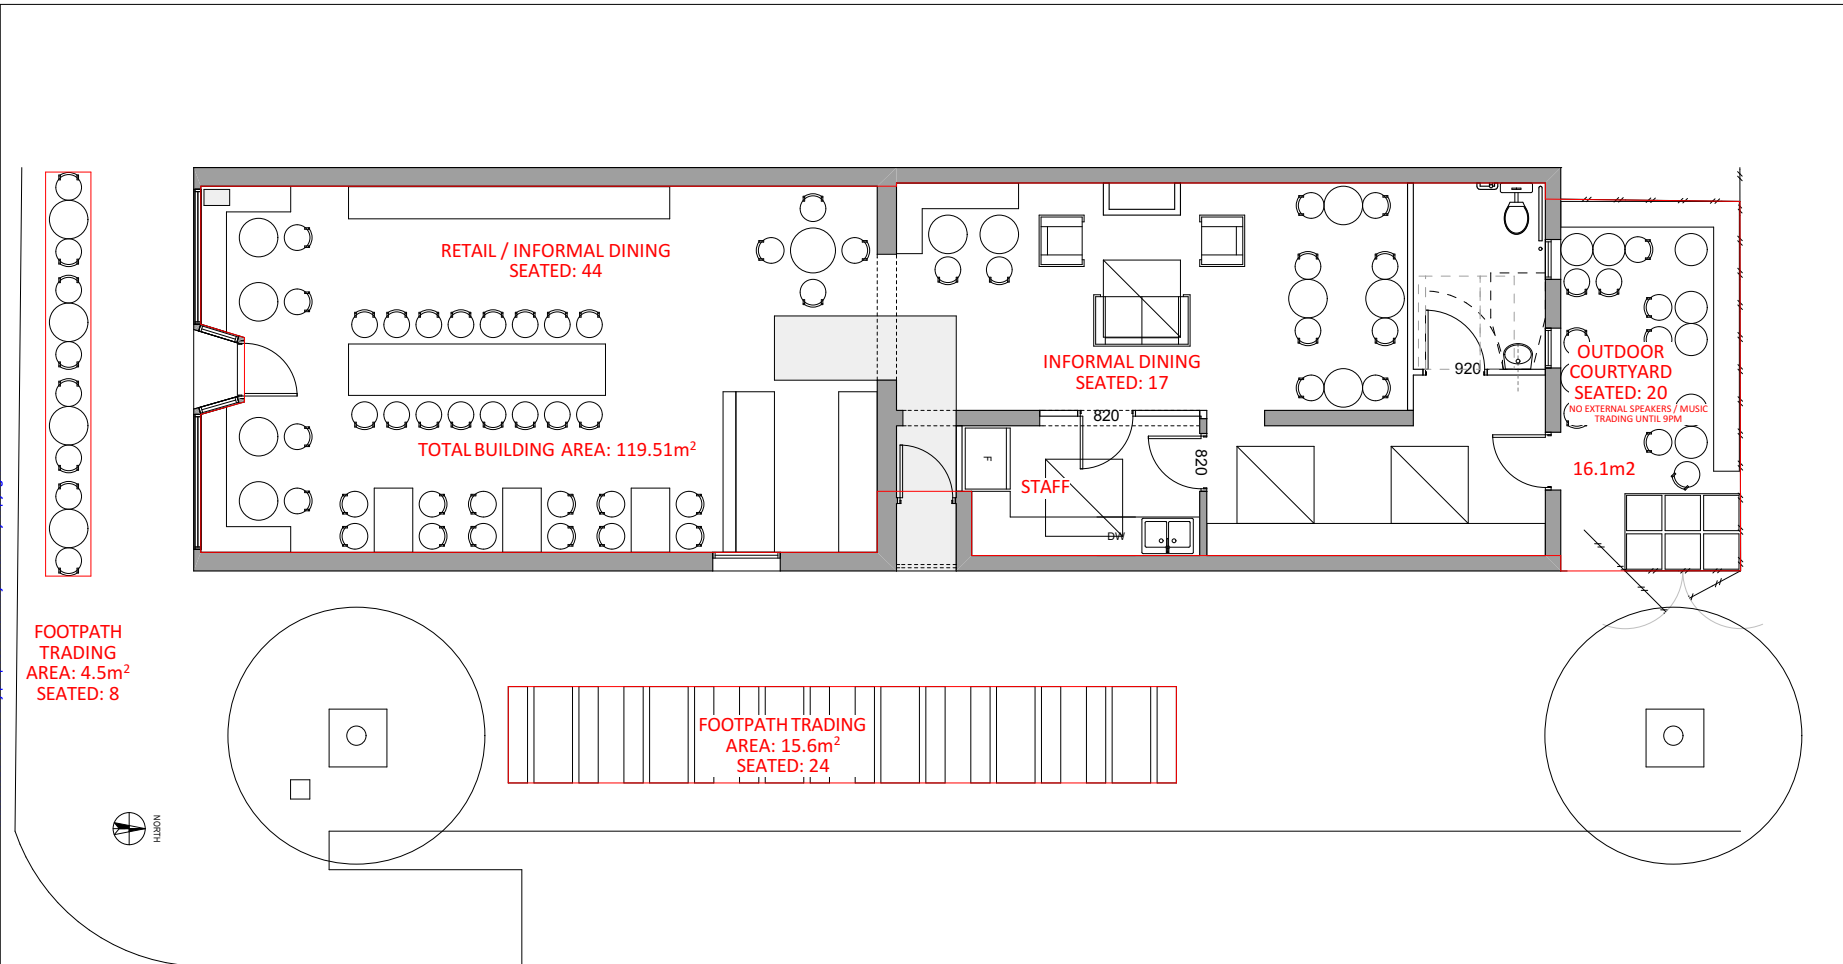 RETAIL / INFORMAL DINING
SEATED: 44
TOTAL BUILDING AREA: 119.51m²
INFORMAL DINING
SEATED: 17
820
820
920
F
STAFF
DW
OUTDOOR
COURTYARD
SEATED: 20
NO EXTERNAL SPEAKERS / MUSIC
TRADING UNTIL 9PM
16.1m2
FOOTPATH
TRADING
AREA: 4.5m²
SEATED: 8
FOOTPATH TRADING
AREA: 15.6m²
SEATED: 24
NORTH